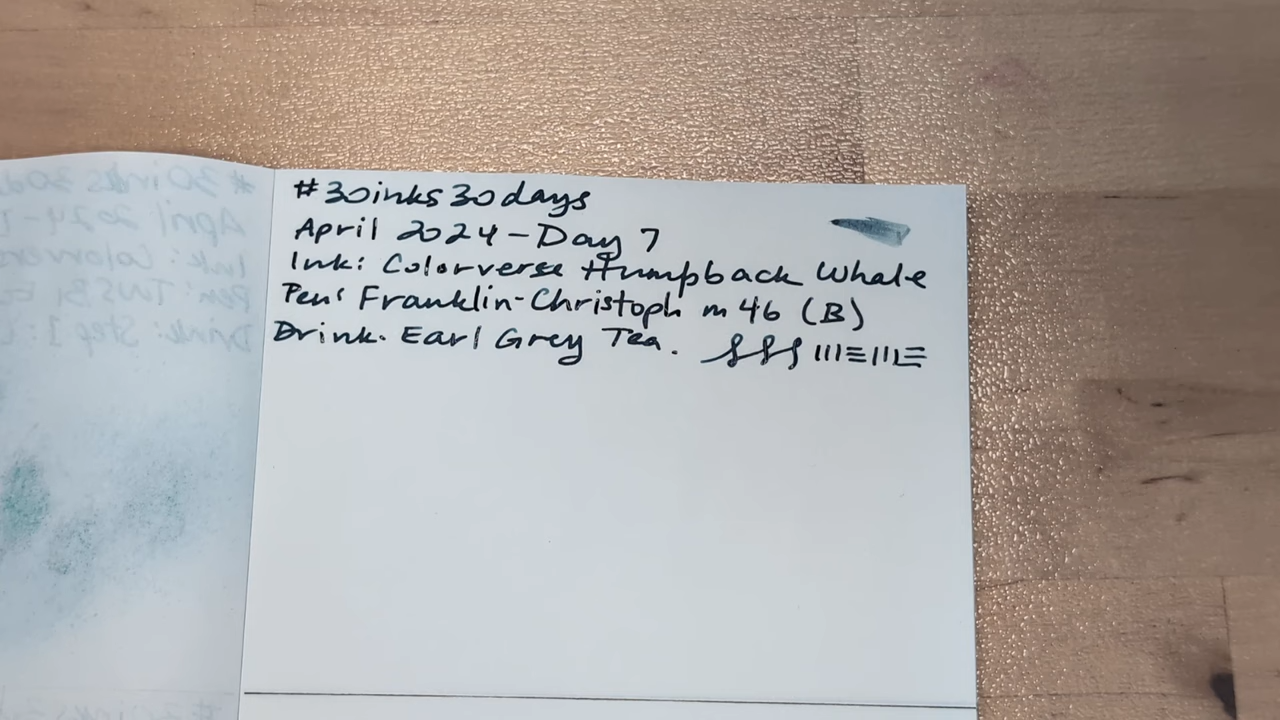 #30inks30days
April 2024-Day 7
Ink: Colorverse Humpback Whale
Pen: Franklin-Christoph m46 (B)
Drink. Earl Grey Tea.